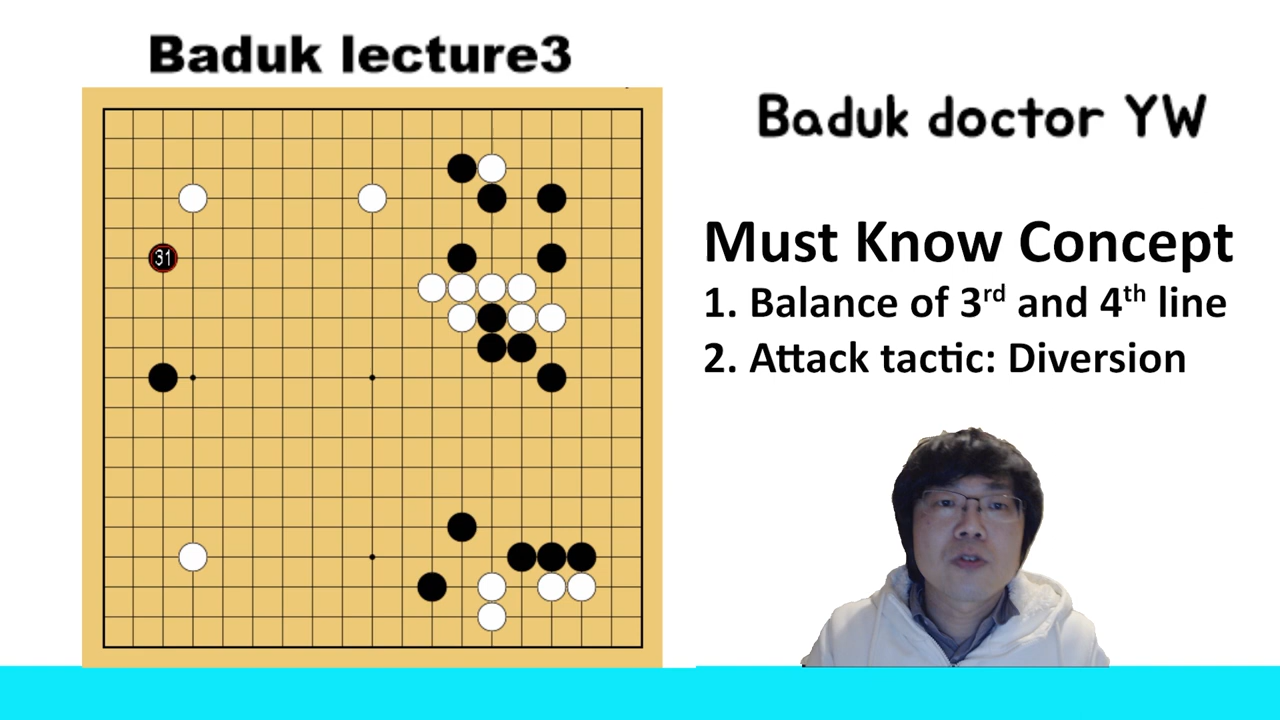 Baduk lecture3
Baduk doctor YW
Must Know Concept
1. Balance of 3rd and 4th line
2. Attack tactic: Diversion
31